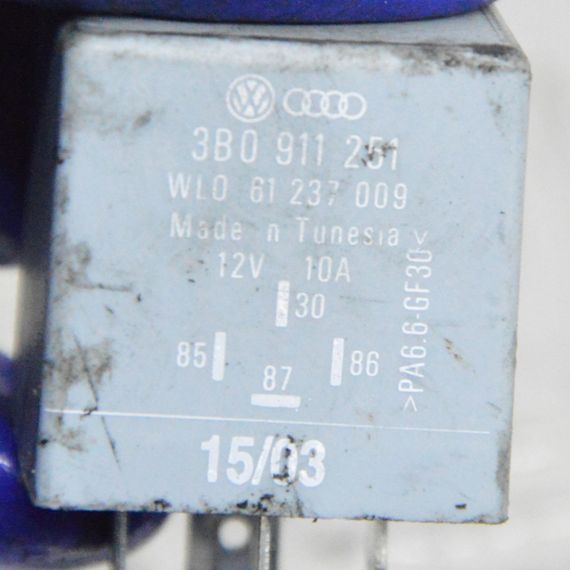 3B0 911 251
WLO 61 237 009
Made n Tunesia
12V 10A
30
85
86
87
>PA6.6-GF30<
15/03